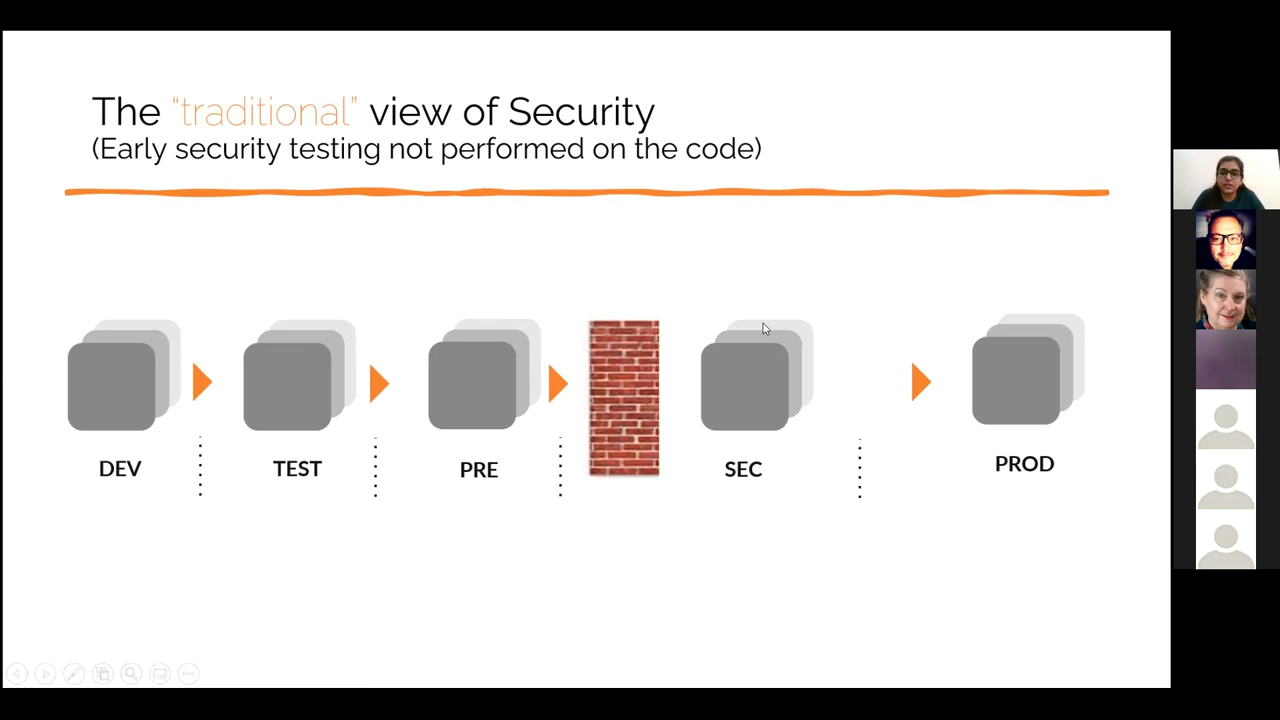 The “traditional” view of Security
(Early security testing not performed on the code)
DEV
TEST
PRE
SEC
PROD